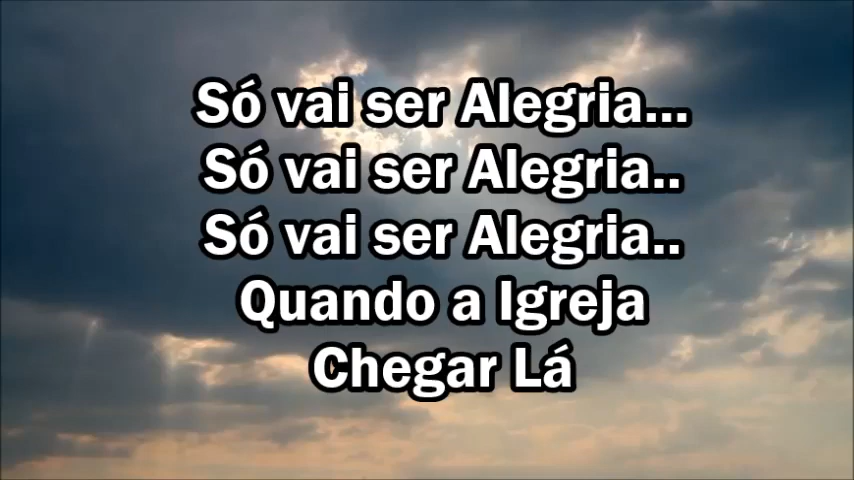 Só vai ser Alegria...
Só vai ser Alegria..
Só vai ser Alegria..
Quando a Igreja
Chegar Lá